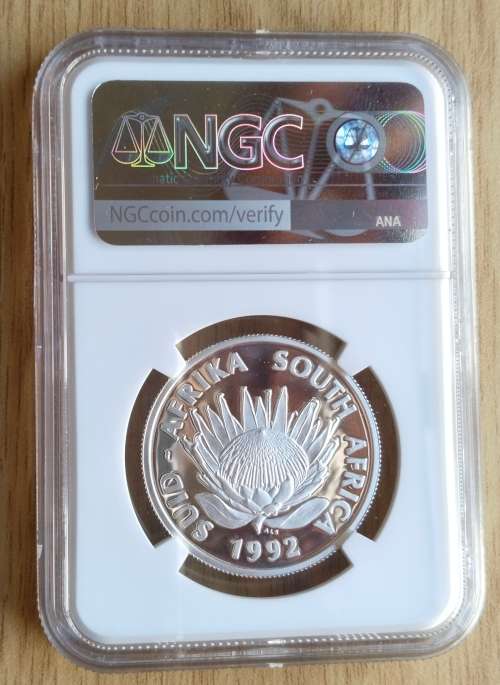 NGC
NGCcoin.com/verify
ANA
SUID-AFRIKA SOUTH AFRICA
ALS
1992